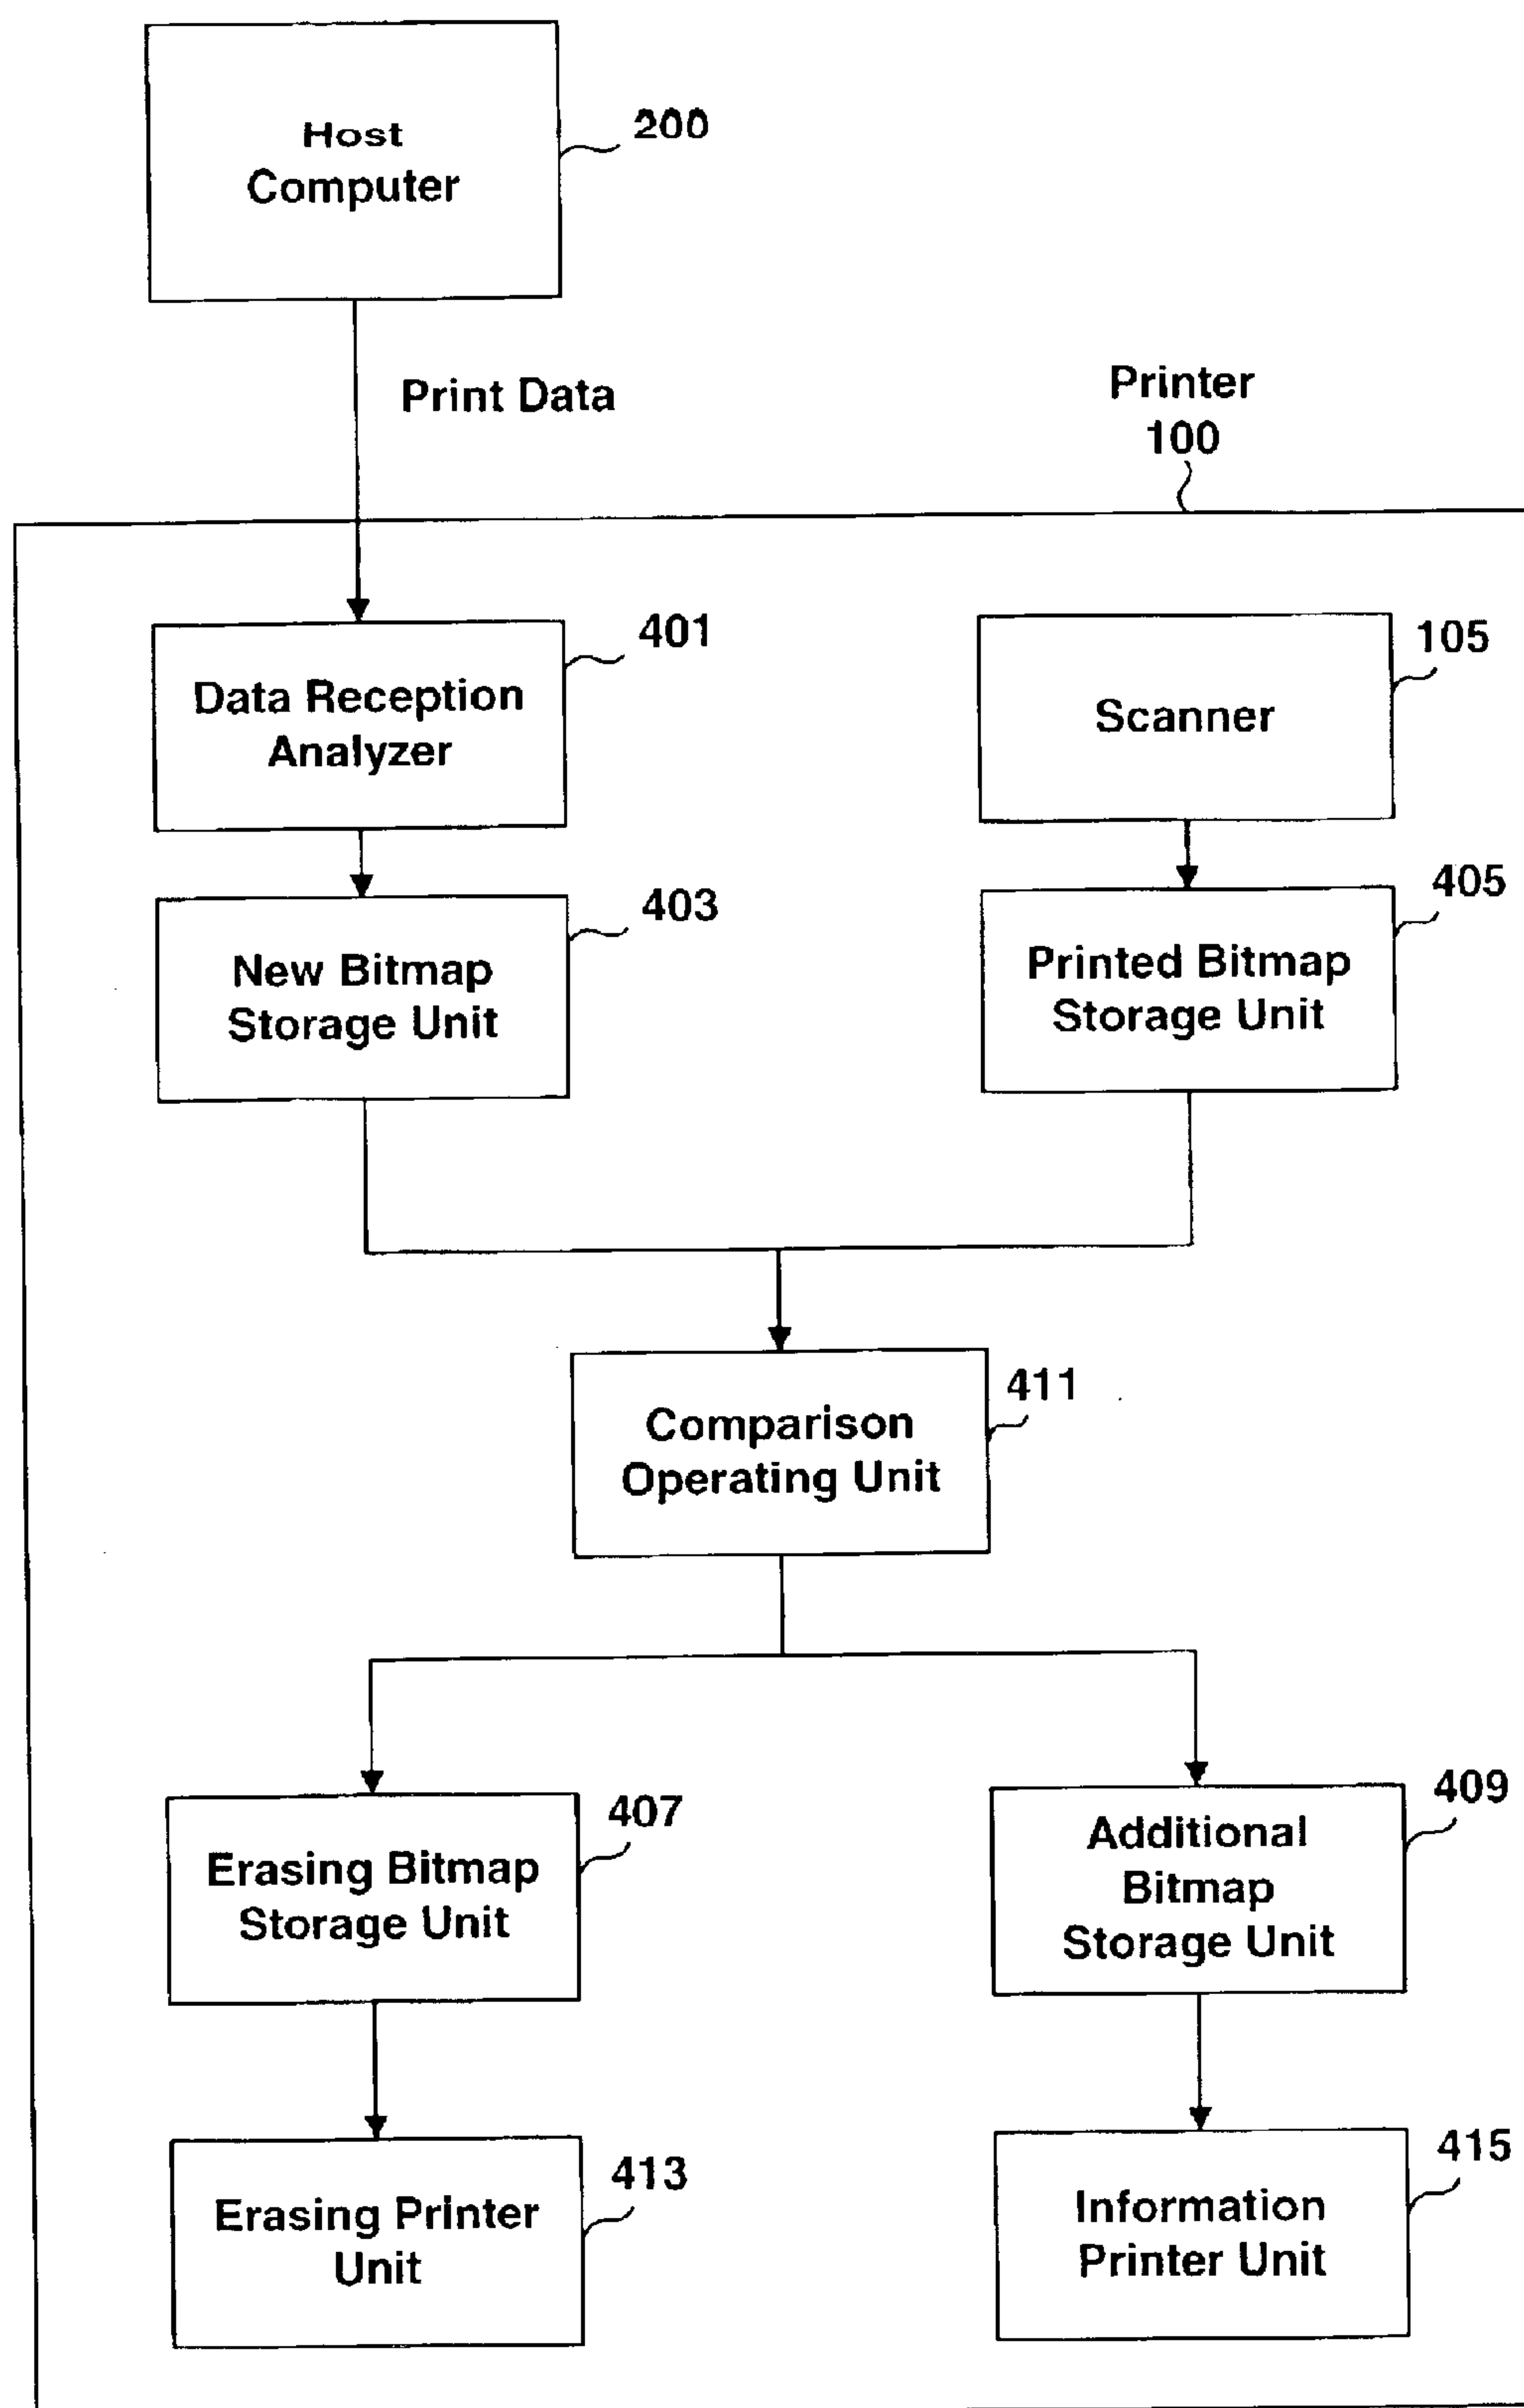 Host
Computer
200
Print Data
Printer
100
Data Reception
Analyzer
401
Scanner
105
New Bitmap
Storage Unit
403
Printed Bitmap
Storage Unit
405
Comparison
Operating Unit
411
Erasing Bitmap
Storage Unit
407
Additional
Bitmap
Storage Unit
409
Erasing Printer
Unit
413
Information
Printer Unit
415